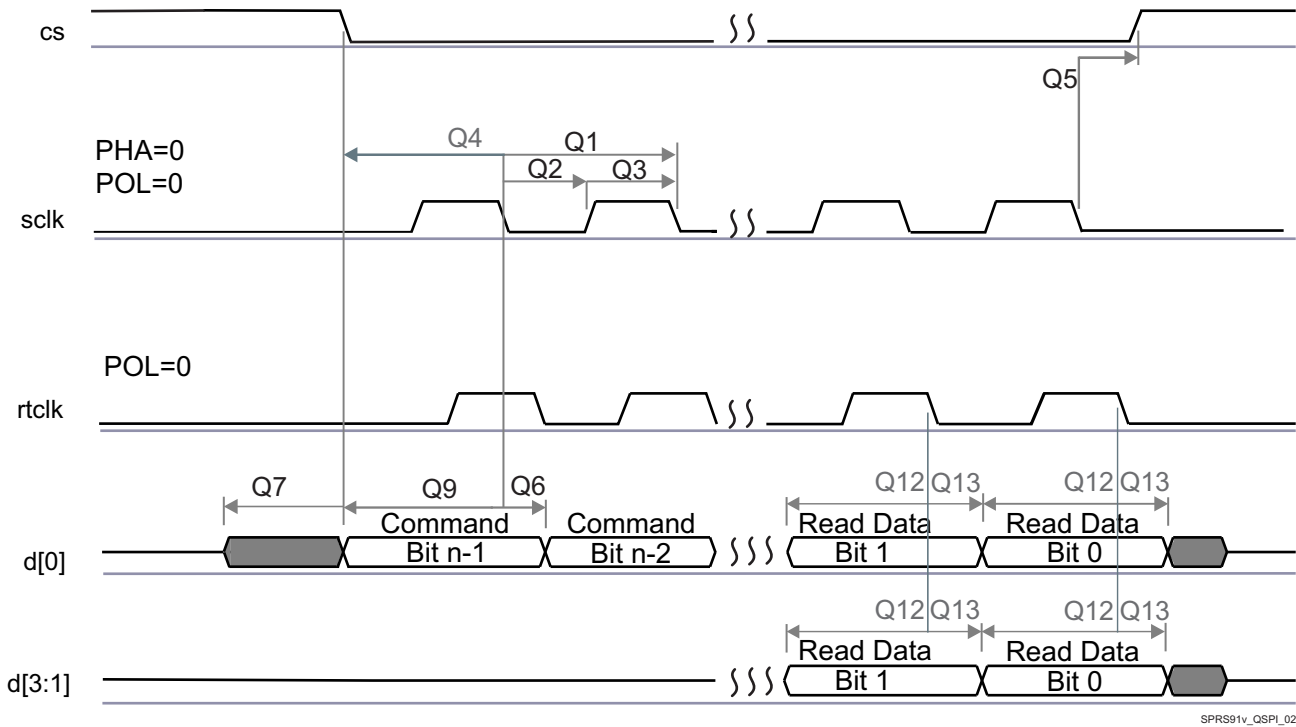 cs
Q5
PHA=0
POL=0
Q4
Q1
Q2
Q3
sclk
POL=0
rtclk
Q7
Q9
Q6
Q12
Q13
Q12
Q13
d[0]
Command
Bit n-1
Command
Bit n-2
Read Data
Bit 1
Read Data
Bit 0
Q12
Q13
Q12
Q13
d[3:1]
Read Data
Bit 1
Read Data
Bit 0
SPRS91v_QSPI_02